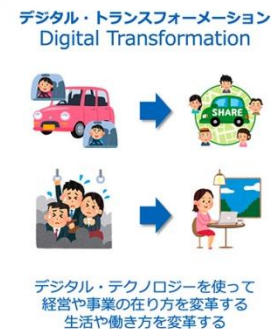 デジタル・トランスフォーメーション
Digital Transformation
SHARE
デジタル・テクノロジーを使って
経営や事業の在り方を変革する
生活や働き方を変革する